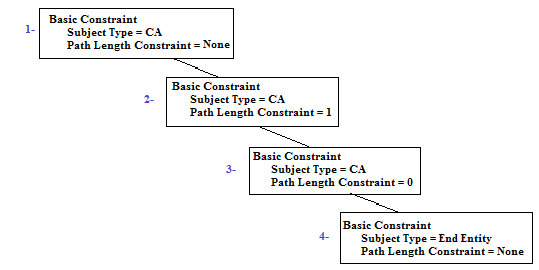 1-
Basic Constraint
Subject Type = CA
Path Length Constraint = None
2-
Basic Constraint
Subject Type = CA
Path Length Constraint = 1
3-
Basic Constraint
Subject Type = CA
Path Length Constraint = 0
4-
Basic Constraint
Subject Type = End Entity
Path Length Constraint = None